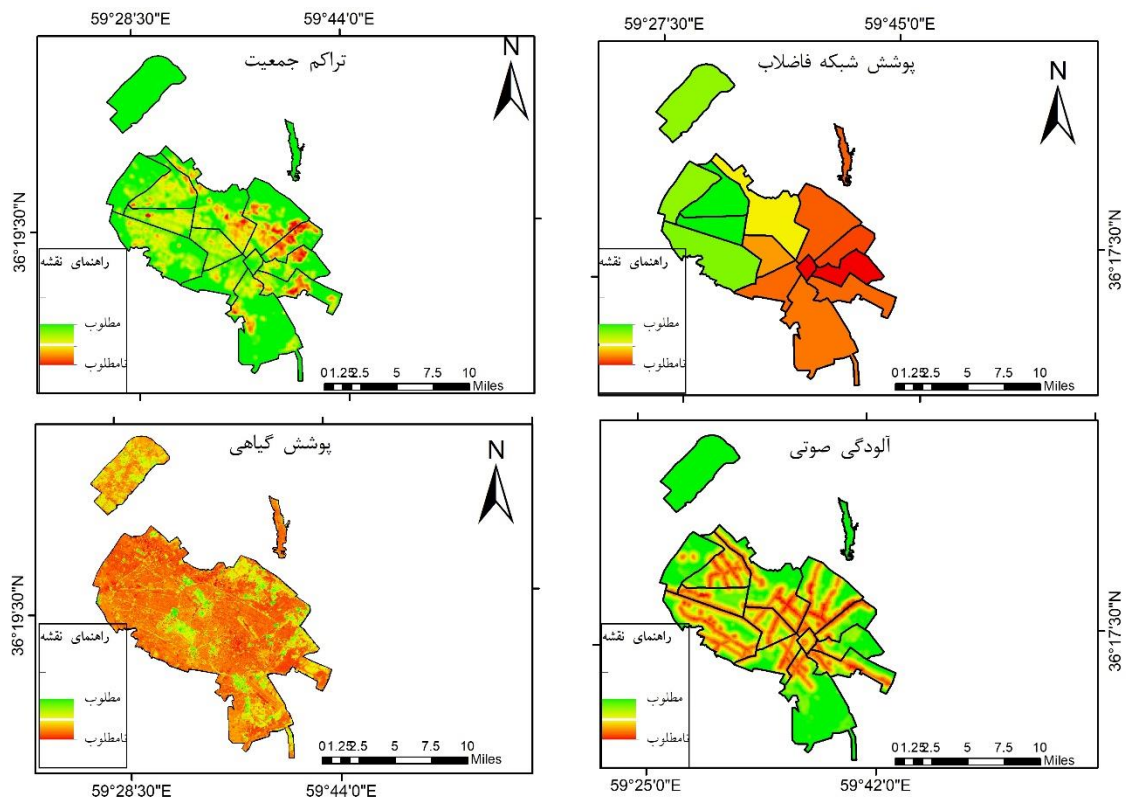 59°28'30"E 59°44'0"E
تراکم جمعیت
N
36°19'30"N
راهنمای نقشه
مطلوب
نامطلوب
0 1.25 2.5 5 7.5 10
Miles
59°27'30"E 59°45'0"E
پوشش شبکه فاضلاب
N
36°17'30"N
راهنمای نقشه
مطلوب
نامطلوب
0 1.25 2.5 5 7.5 10
Miles
پوشش گیاهی
N
36°19'30"N
راهنمای نقشه
مطلوب
نامطلوب
0 1.25 2.5 5 7.5 10
Miles
59°28'30"E 59°44'0"E
آلودگی صوتی
N
36°17'30"N
راهنمای نقشه
مطلوب
نامطلوب
0 1.25 2.5 5 7.5 10
Miles
59°25'0"E 59°42'0"E